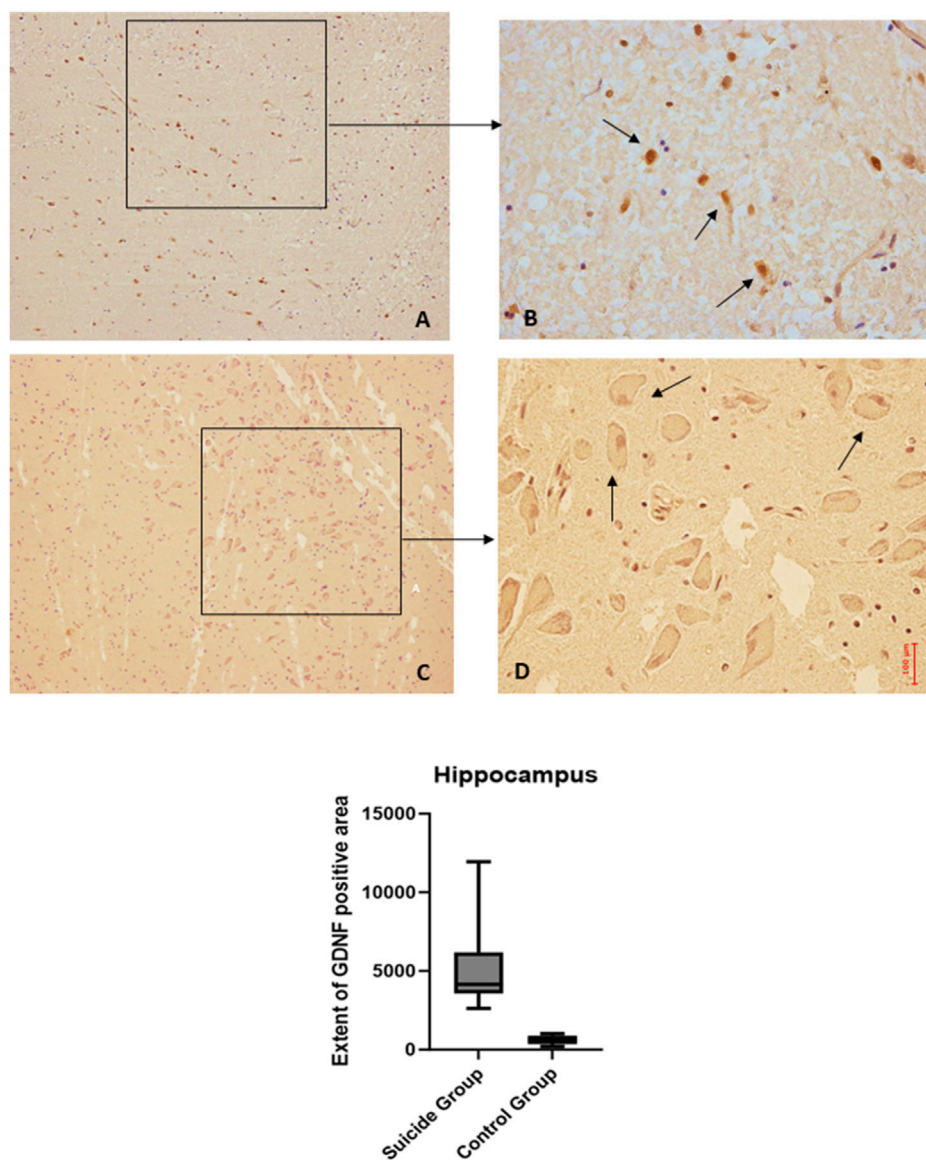 A
B
A
C
D
100 µm
Hippocampus
Extent of GDNF positive area
15000
10000
5000
0
Suicide Group
Control Group